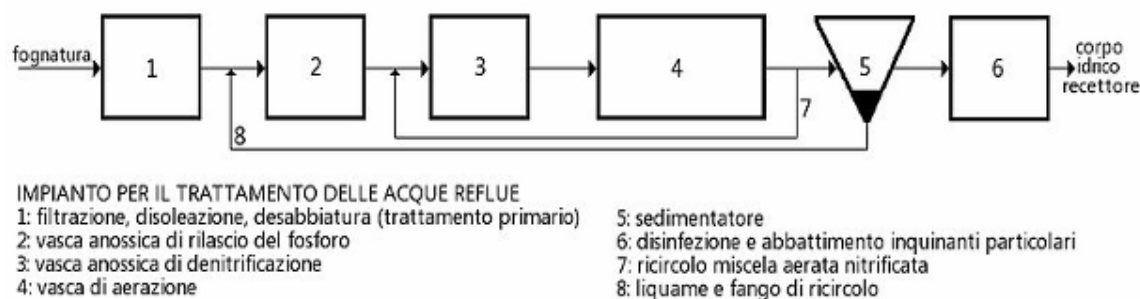 fognatura
1
2
3
4
5
6
7
8
corpo
idrico
recettore
IMPIANTO PER IL TRATTAMENTO DELLE ACQUE REFLUE
1: filtrazione, disoleazione, desabbiatura (trattamento primario)
2: vasca anossica di rilascio del fosforo
3: vasca anossica di denitrificazione
4: vasca di aerazione
5: sedimentatore
6: disinfezione e abbattimento inquinanti particolari
7: ricircolo miscela aerata nitrificata
8: liquame e fango di ricircolo